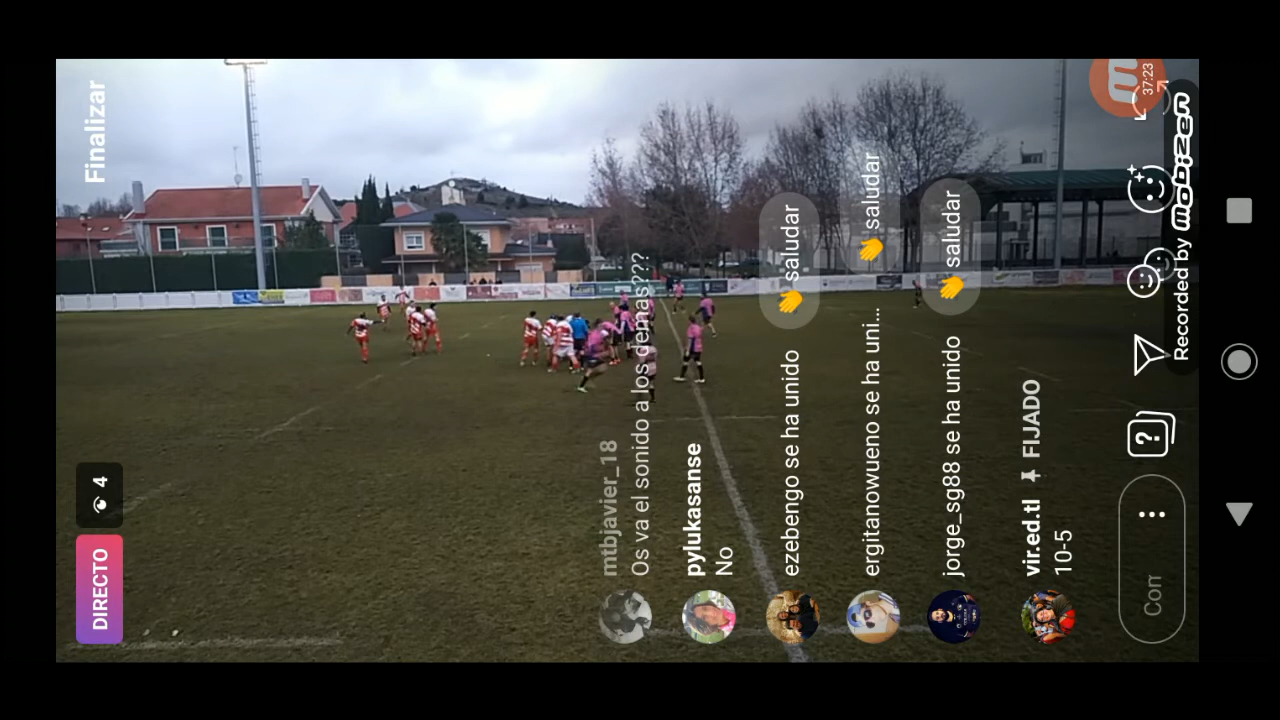 Finalizar
DIRECTO
4
mtbjavier_18
Os va el sonido a los demás???
pylukasanse
No
ezebengo se ha unido
👋 saludar
ergitanowueno se ha uni...
👋 saludar
jorge_sg88 se ha unido
👋 saludar
vir.ed.tl FIJADO
10-5
Com
37:23
Recorded by mobizen